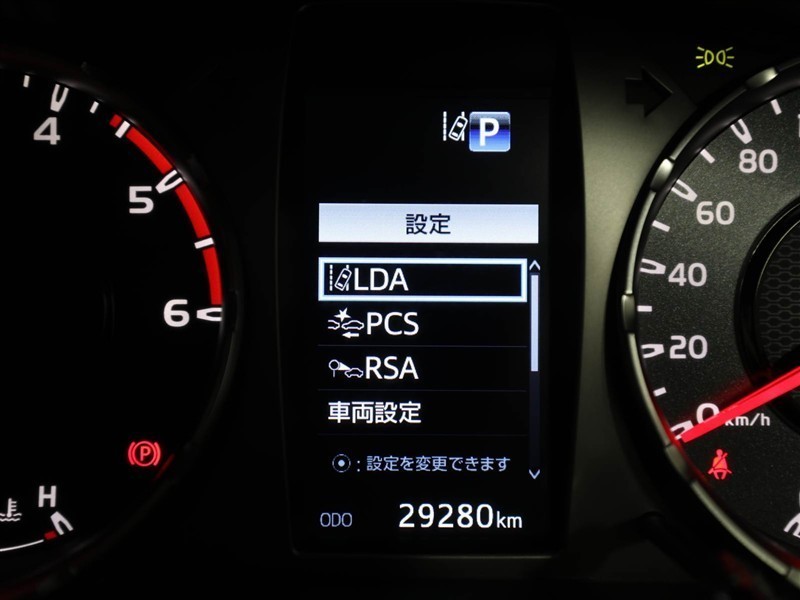 4
5
6
H
P
設定
LDA
PCS
RSA
車両設定
: 設定を変更できます
ODO 29280km
80
60
40
20
0
km/h
(P)